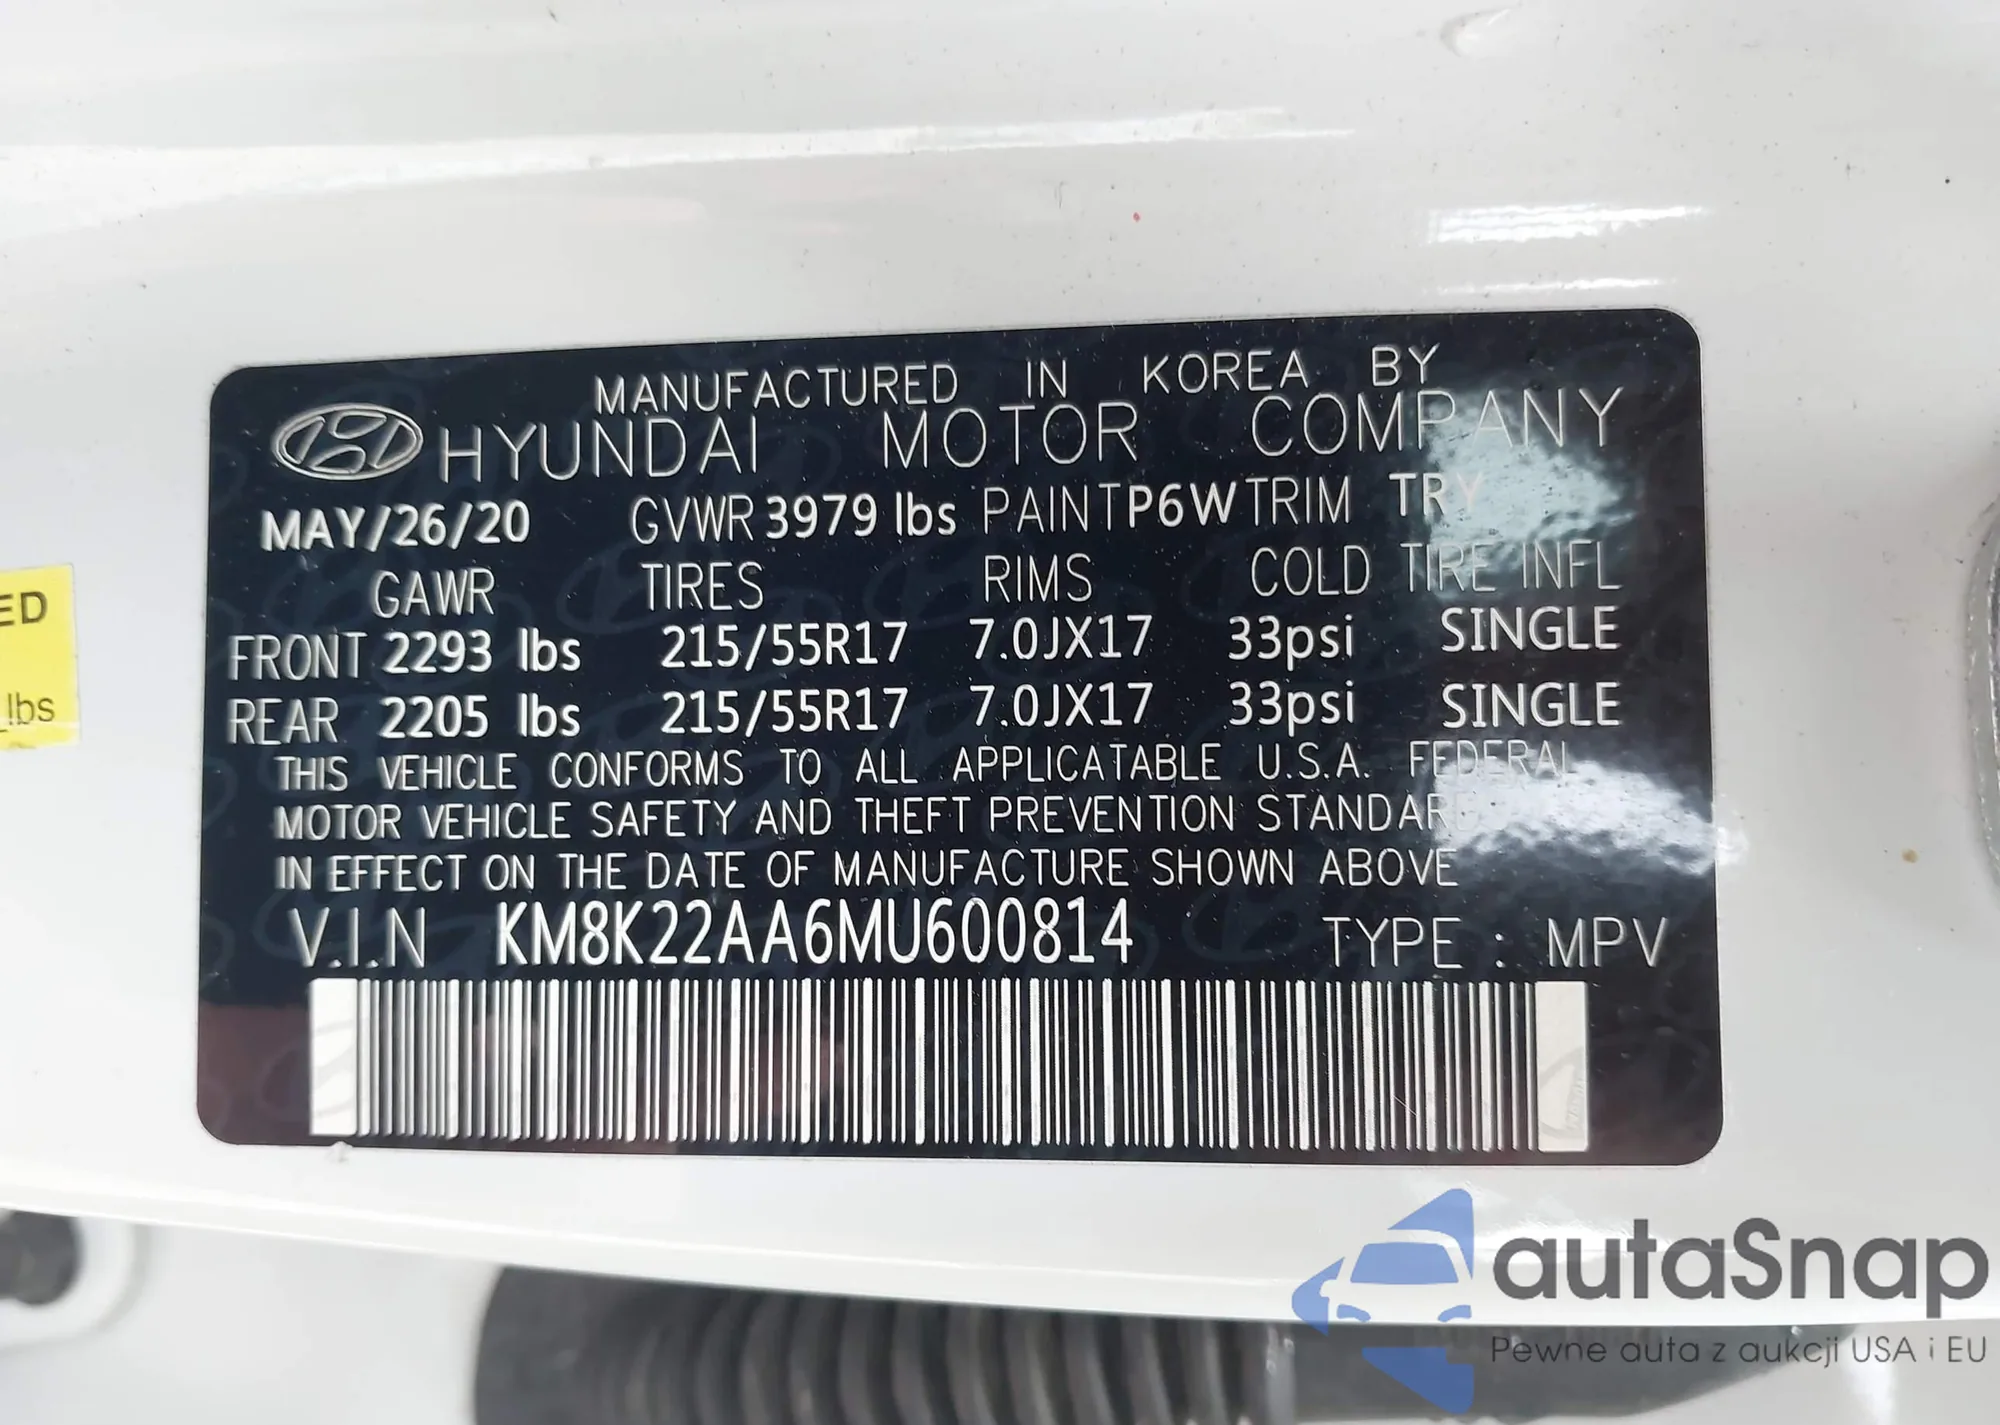 MANUFACTURED IN KOREA BY
HYUNDAI MOTOR COMPANY
MAY/26/20 GVWR 3979 lbs PAINT P6W TRIM TRY
GAWR TIRES RIMS COLD TIRE INFL
FRONT 2293 lbs 215/55R17 7.0JX17 33psi SINGLE
REAR 2205 lbs 215/55R17 7.0JX17 33psi SINGLE
THIS VEHICLE CONFORMS TO ALL APPLICATABLE U.S.A. FEDERAL
MOTOR VEHICLE SAFETY AND THEFT PREVENTION STANDARDS
IN EFFECT ON THE DATE OF MANUFACTURE SHOWN ABOVE
V.I.N KM8K22AA6MU600814 TYPE : MPV
ED
lbs
autaSnap
Pewne auta z aukcji USA i EU